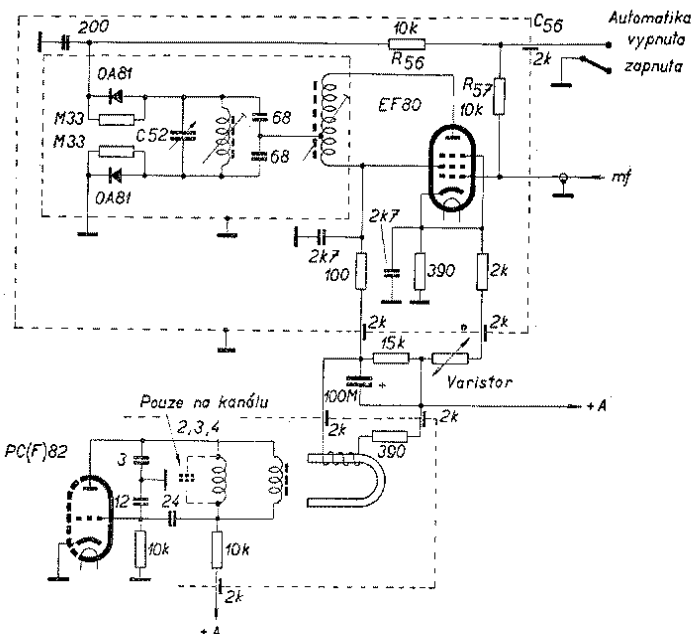 200
10k
R56
C56
2k
Automatika
vypnuta
zapnuta
OA81
M33
M33
C52
68
68
OA81
EF80
R57
10k
mf
2k7
100
2k7
390
2k
2k
15k
2k
Varistor
100M
+
+A
2k
2k
390
Pouze na kanálu
2,3,4
PC(F)82
3
12
24
10k
10k
2k
+A